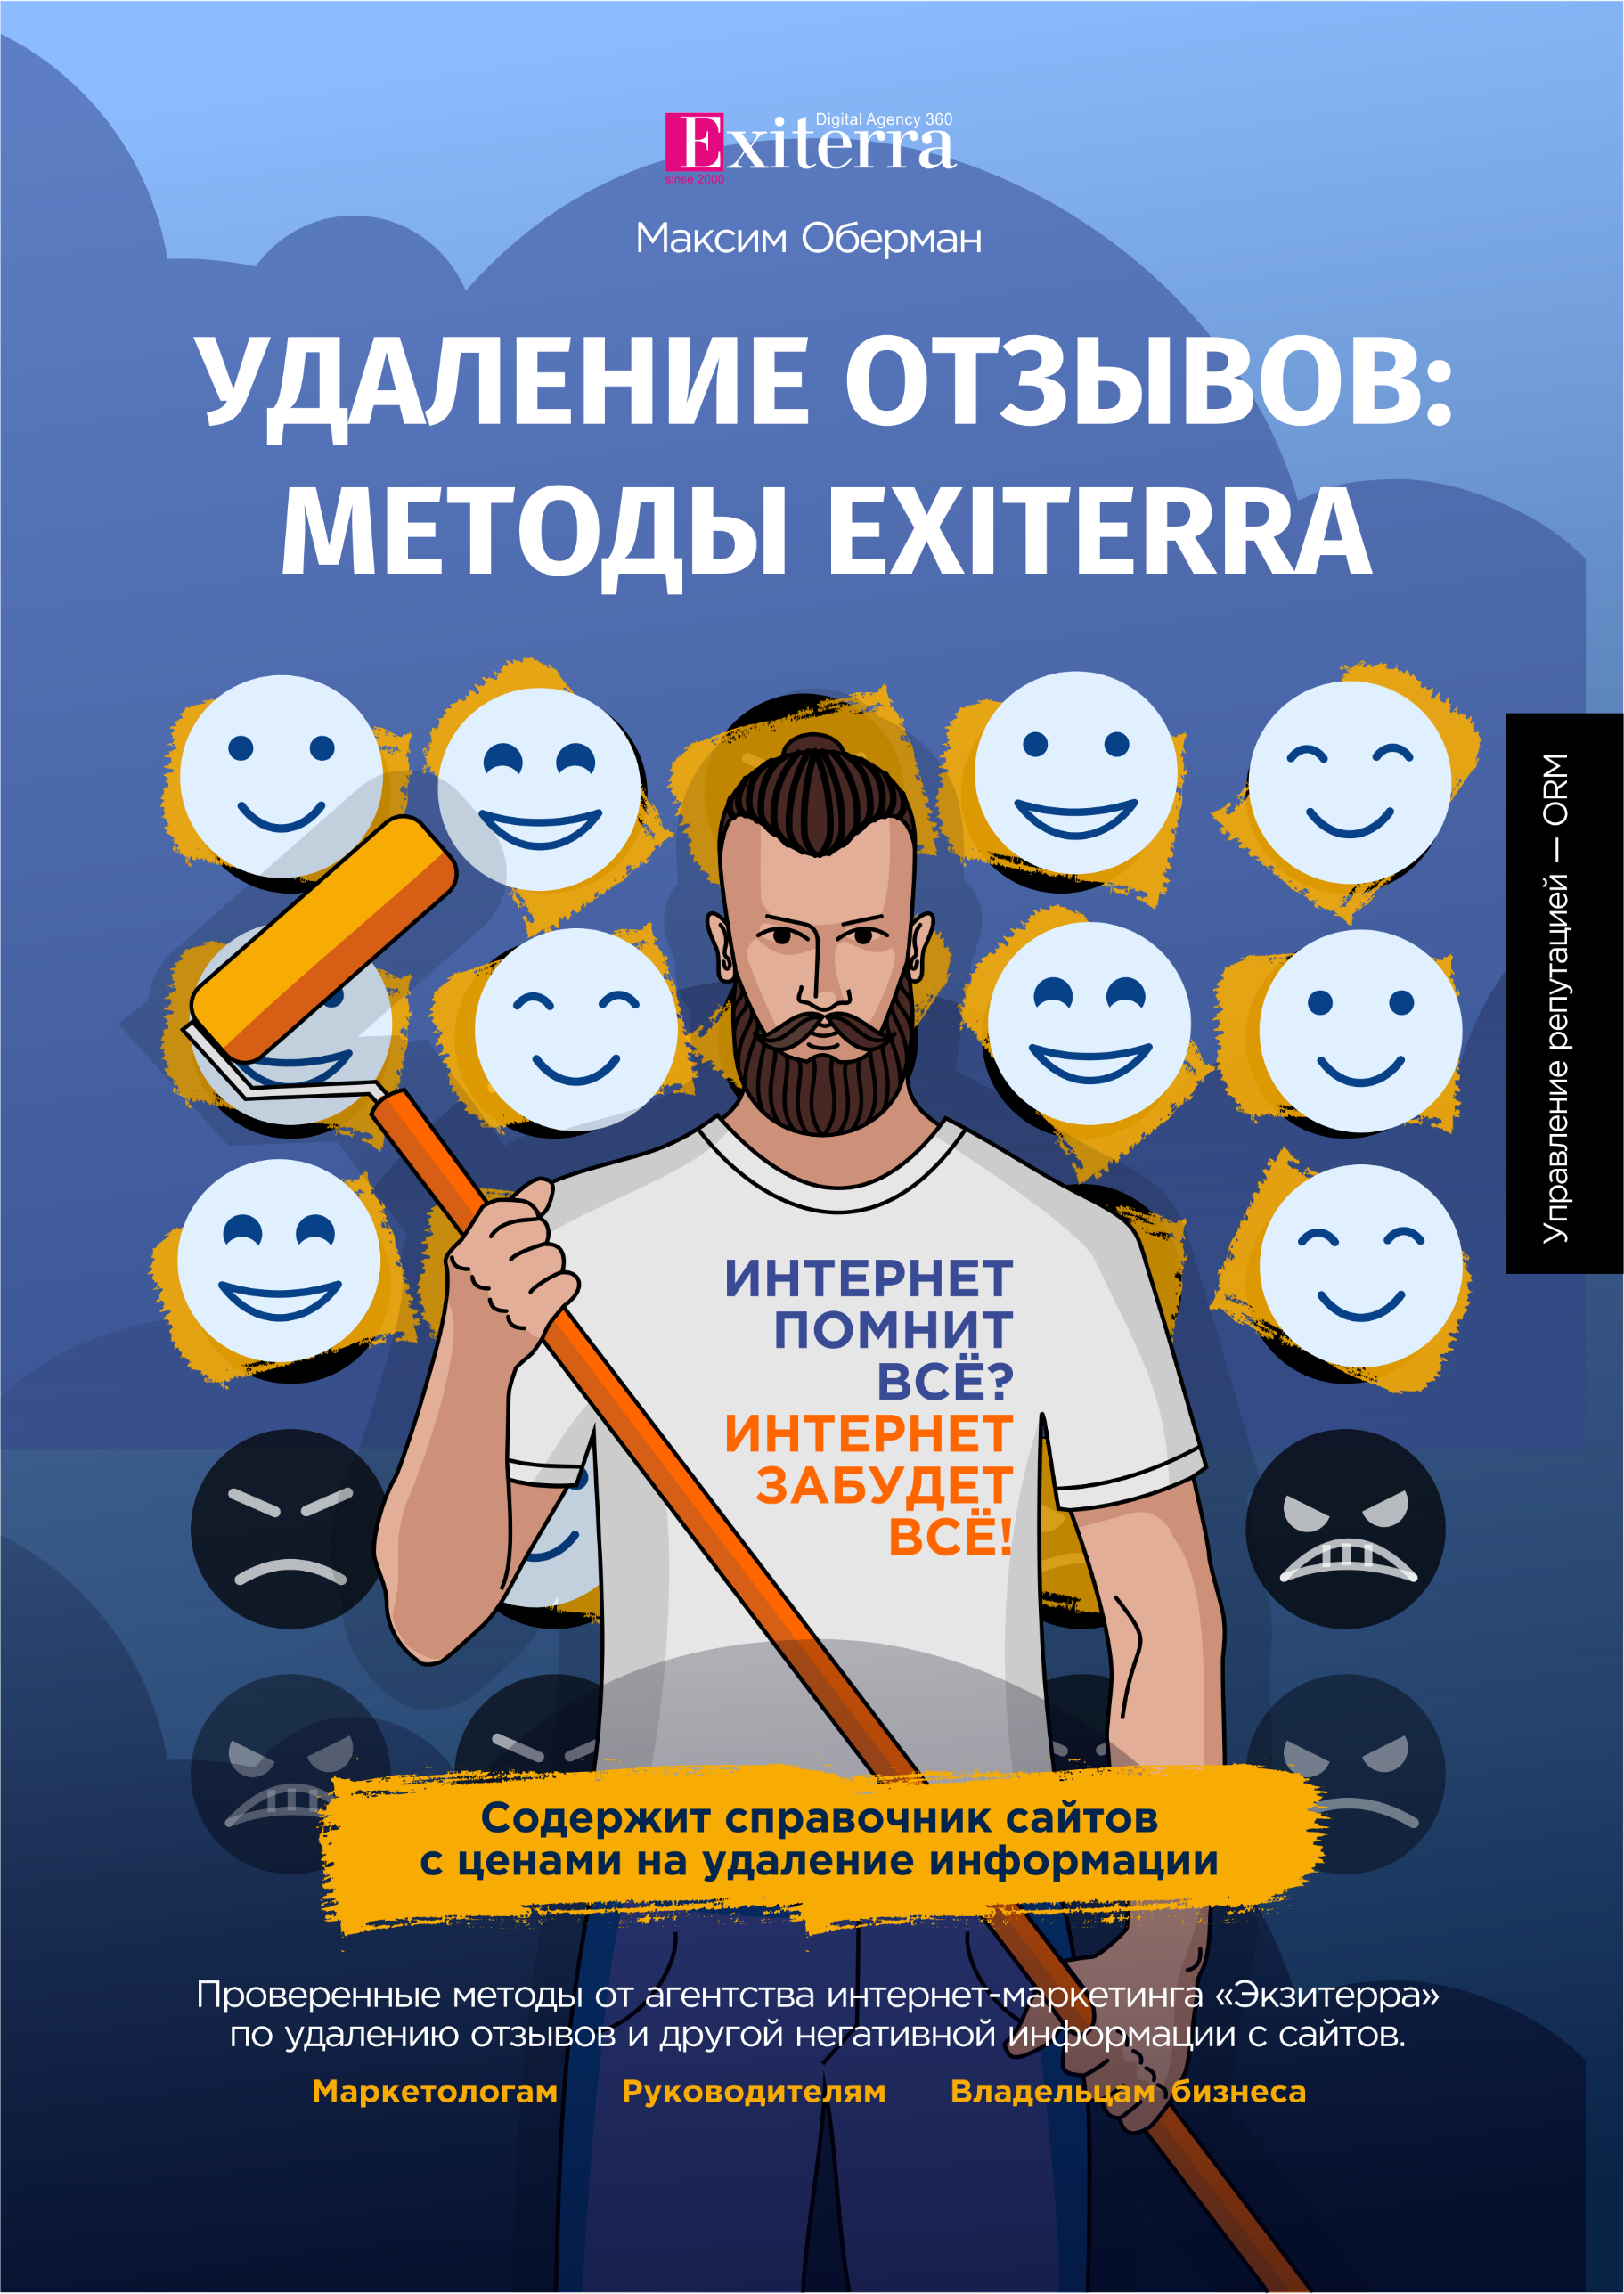 Digital Agency 360
Exiterra
sinse 2000
Максим Оберман
УДАЛЕНИЕ ОТЗЫВОВ:
МЕТОДЫ EXITERRA
Управление репутацией — ORM
ИНТЕРНЕТ
ПОМНИТ
ВСЁ?
ИНТЕРНЕТ
ЗАБУДЕТ
ВСЁ!
Содержит справочник сайтов
с ценами на удаление информации
Проверенные методы от агентства интернет-маркетинга «Экзитерра»
по удалению отзывов и другой негативной информации с сайтов.
Маркетологам Руководителям Владельцам бизнеса